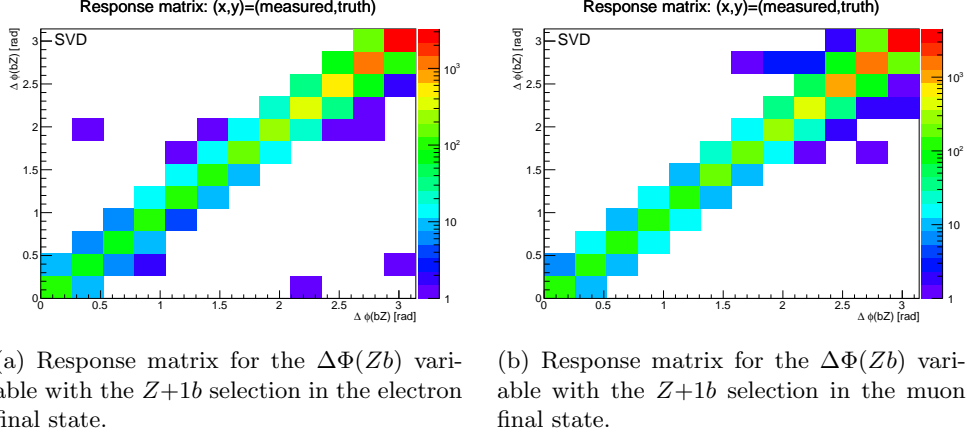 Response matrix: (x,y)=(measured,truth)
Δ ϕ(bZ) [rad]
SVD
3
2.5
2
1.5
1
0.5
0
0 0.5 1 1.5 2 2.5 3
Δ ϕ(bZ) [rad]
10³
10²
10
1
Response matrix: (x,y)=(measured,truth)
Δ ϕ(bZ) [rad]
SVD
3
2.5
2
1.5
1
0.5
0
0 0.5 1 1.5 2 2.5 3
Δ ϕ(bZ) [rad]
10³
10²
10
1
a) Response matrix for the ΔΦ(Zb) vari-
able with the Z+1b selection in the electron
final state.
(b) Response matrix for the ΔΦ(Zb) vari-
able with the Z+1b selection in the muon
final state.